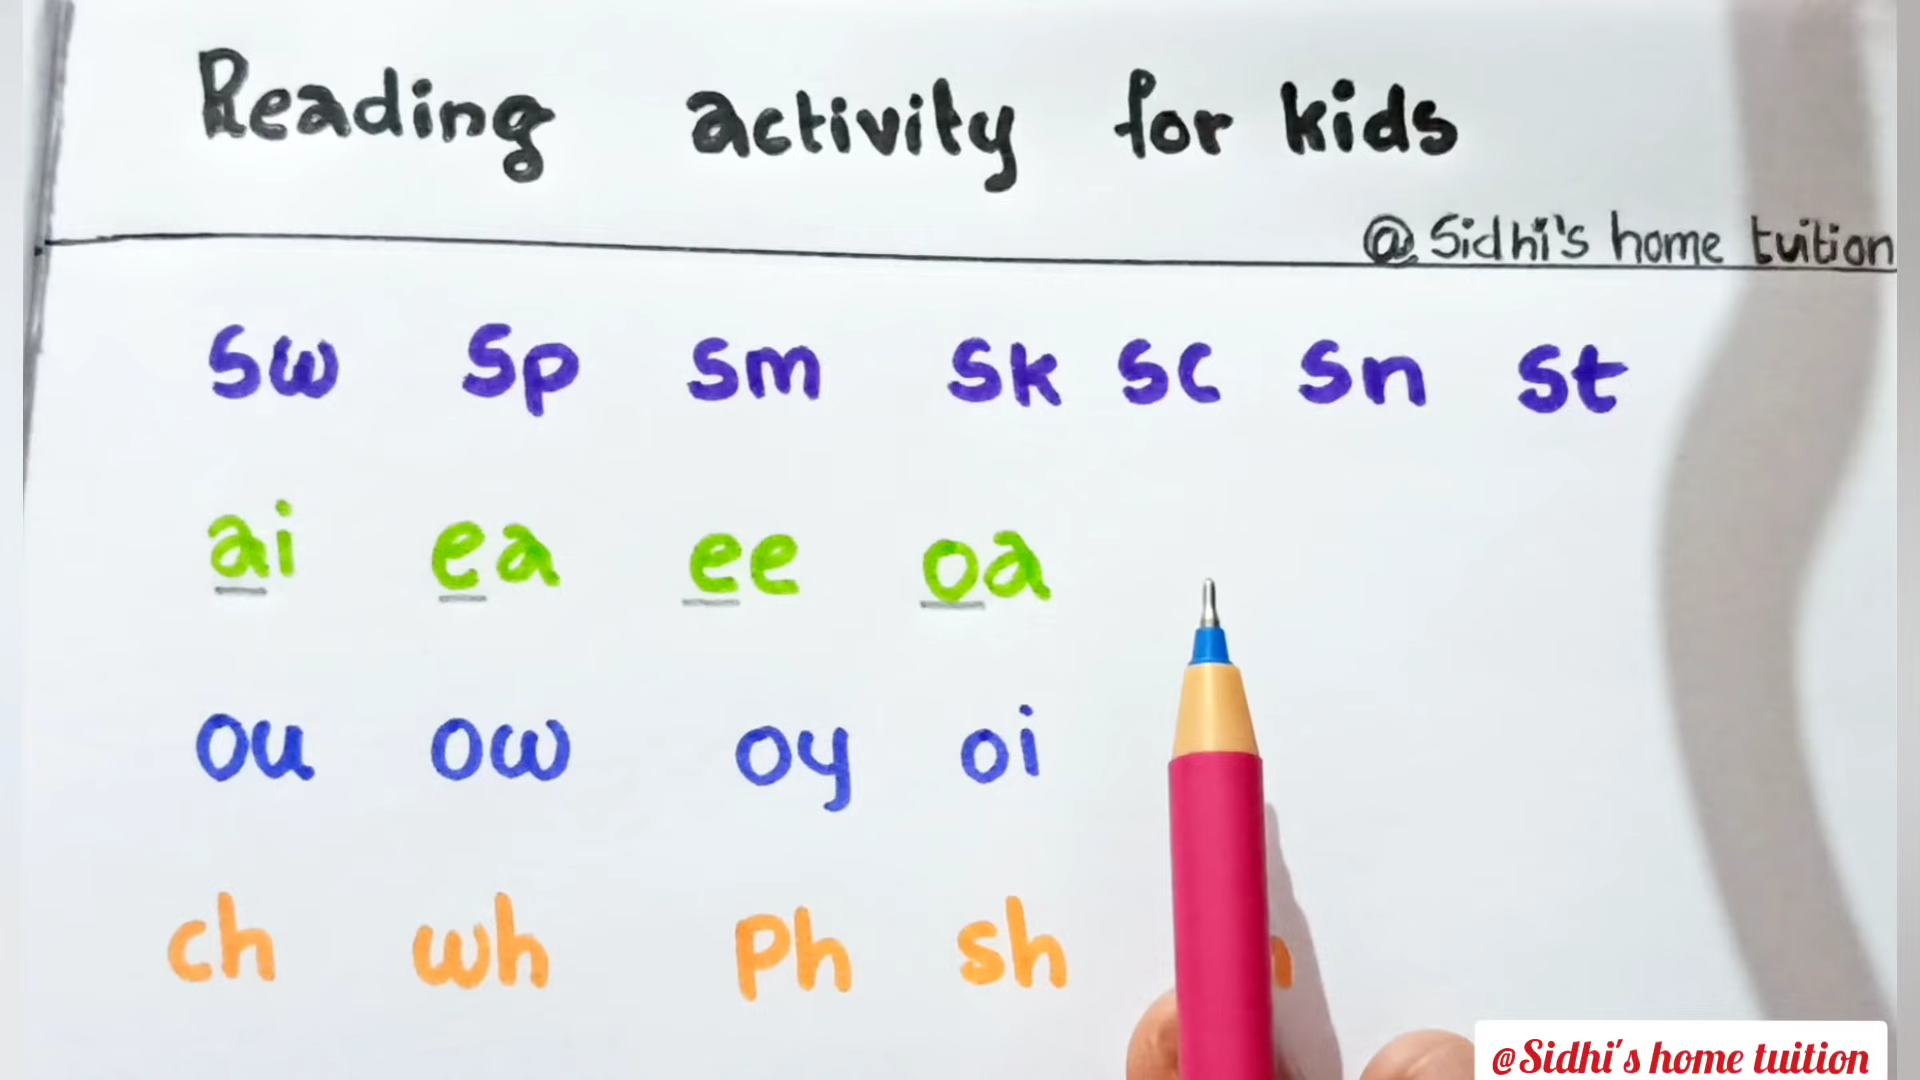 Reading activity for kids
@ Sidhi's home tuition
sw sp sm sk sc sn st
ai ea ee oa
ou ow oy oi
ch wh Ph sh
@Sidhi's home tuition